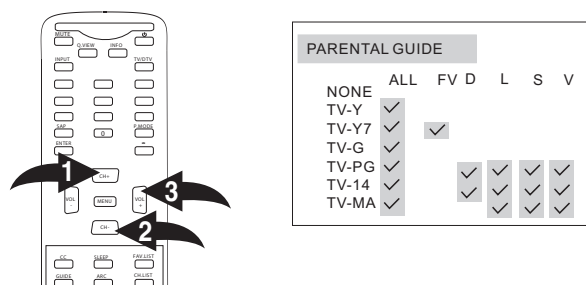 MUTE
Q.VIEW INFO
INPUT TV/DTV
SAP 0 P.MODE
ENTER -
1
CH+
VOL - MENU VOL +
3
CH-
2
CC SLEEP FAV.LIST
GUIDE ARC CH.LIST
PARENTAL GUIDE
ALL FV D L S V
NONE
TV-Y
TV-Y7
TV-G
TV-PG
TV-14
TV-MA